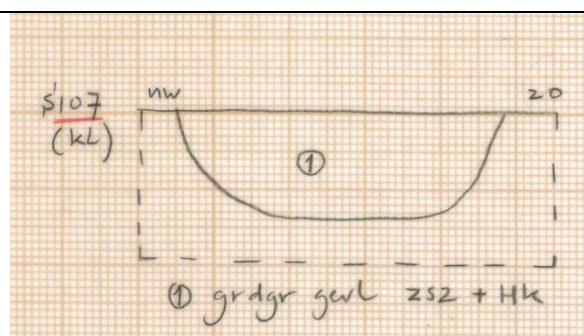 S107 nw zo
(KL)
①
① grdgr gevl zsz + Hk